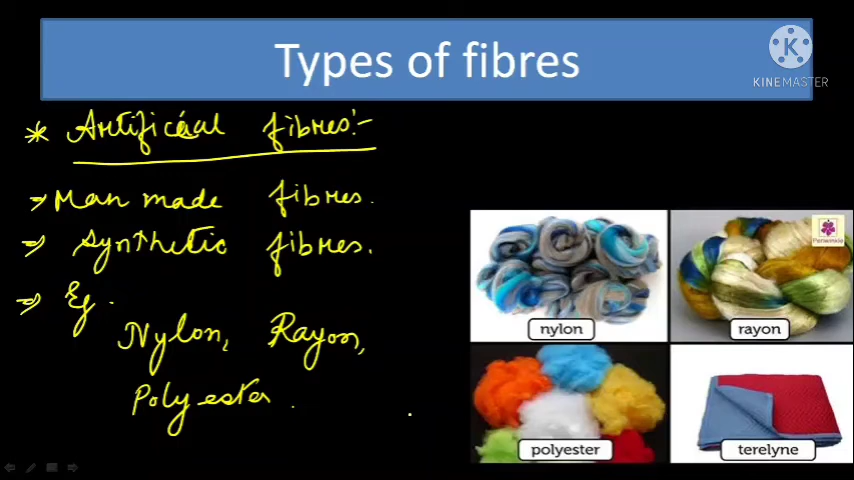 Types of fibres
KINEMASTER
* Artificial fibres:-
→ Man made fibres.
→ Synthetic fibres.
→ Eg.
Nylon, Rayon,
Polyester.
Periwinkle
nylon
rayon
polyester
terelyne